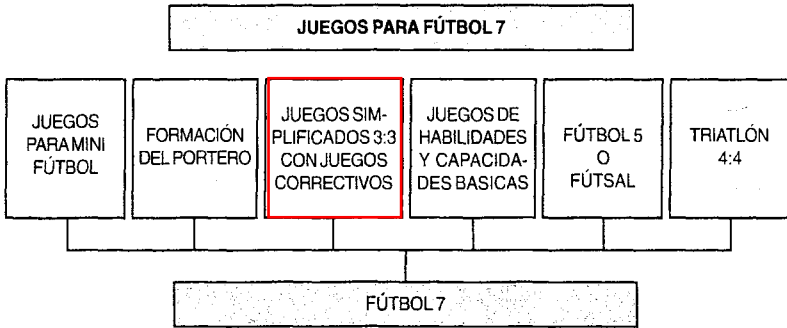 JUEGOS PARA FÚTBOL 7
JUEGOS
PARA MINI
FÚTBOL
FORMACIÓN
DEL PORTERO
JUEGOS SIM-
PLIFICADOS 3:3
CON JUEGOS
CORRECTIVOS
JUEGOS DE
HABILIDADES
Y CAPACIDA-
DES BASICAS
FÚTBOL 5
O
FÚTSAL
TRIATLÓN
4:4
FÚTBOL 7